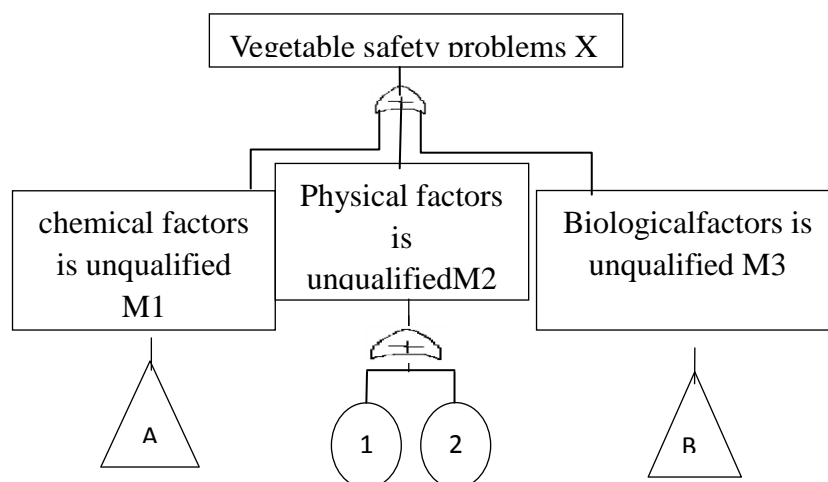 Vegetable safety problems X
chemical factors
is unqualified
M1
Physical factors
is
unqualifiedM2
Biologicalfactors is
unqualified M3
A
1
2
B